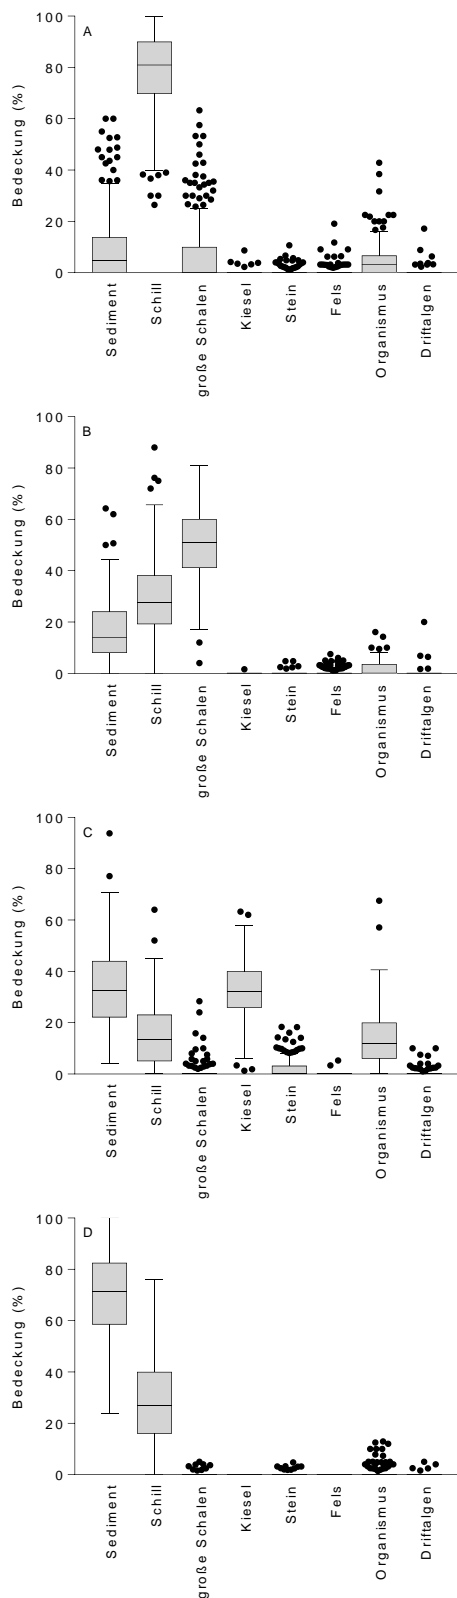 A
Bedeckung (%)
100
80
60
40
20
0
Sediment
Schill
große Schalen
Kiesel
Stein
Fels
Organismus
Driftalgen
B
Bedeckung (%)
100
80
60
40
20
0
Sediment
Schill
große Schalen
Kiesel
Stein
Fels
Organismus
Driftalgen
C
Bedeckung (%)
100
80
60
40
20
0
Sediment
Schill
große Schalen
Kiesel
Stein
Fels
Organismus
Driftalgen
D
Bedeckung (%)
100
80
60
40
20
0
Sediment
Schill
große Schalen
Kiesel
Stein
Fels
Organismus
Driftalgen